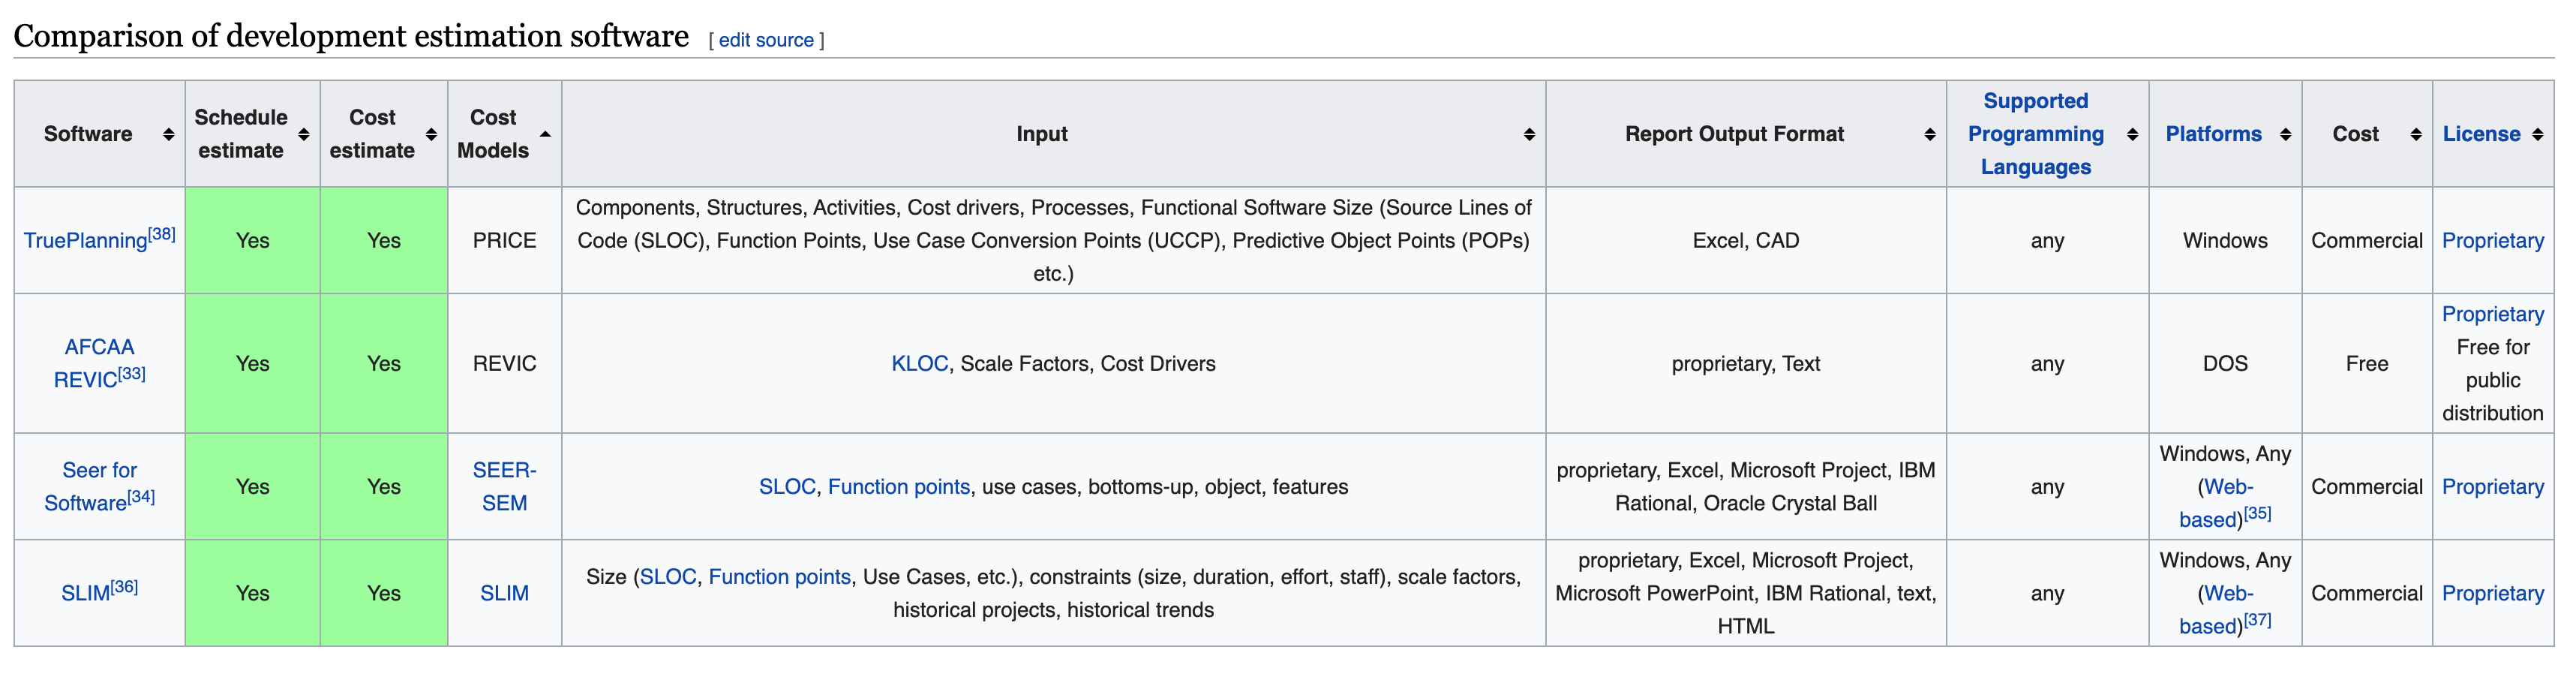 Comparison of development estimation software [ edit source ]
Software
Schedule
estimate
Cost
estimate
Cost
Models
Input
Report Output Format
Supported
Programming
Languages
Platforms
Cost
License
TruePlanning[38]
Yes
Yes
PRICE
Components, Structures, Activities, Cost drivers, Processes, Functional Software Size (Source Lines of
Code (SLOC), Function Points, Use Case Conversion Points (UCCP), Predictive Object Points (POPs)
etc.)
Excel, CAD
any
Windows
Commercial
Proprietary
AFCAA
REVIC[33]
Yes
Yes
REVIC
KLOC, Scale Factors, Cost Drivers
proprietary, Text
any
DOS
Free
Proprietary
Free for
public
distribution
Seer for
Software[34]
Yes
Yes
SEER-
SEM
SLOC, Function points, use cases, bottoms-up, object, features
proprietary, Excel, Microsoft Project, IBM
Rational, Oracle Crystal Ball
any
Windows, Any
(Web-
based)[35]
Commercial
Proprietary
SLIM[36]
Yes
Yes
SLIM
Size (SLOC, Function points, Use Cases, etc.), constraints (size, duration, effort, staff), scale factors,
historical projects, historical trends
proprietary, Excel, Microsoft Project,
Microsoft PowerPoint, IBM Rational, text,
HTML
any
Windows, Any
(Web-
based)[37]
Commercial
Proprietary